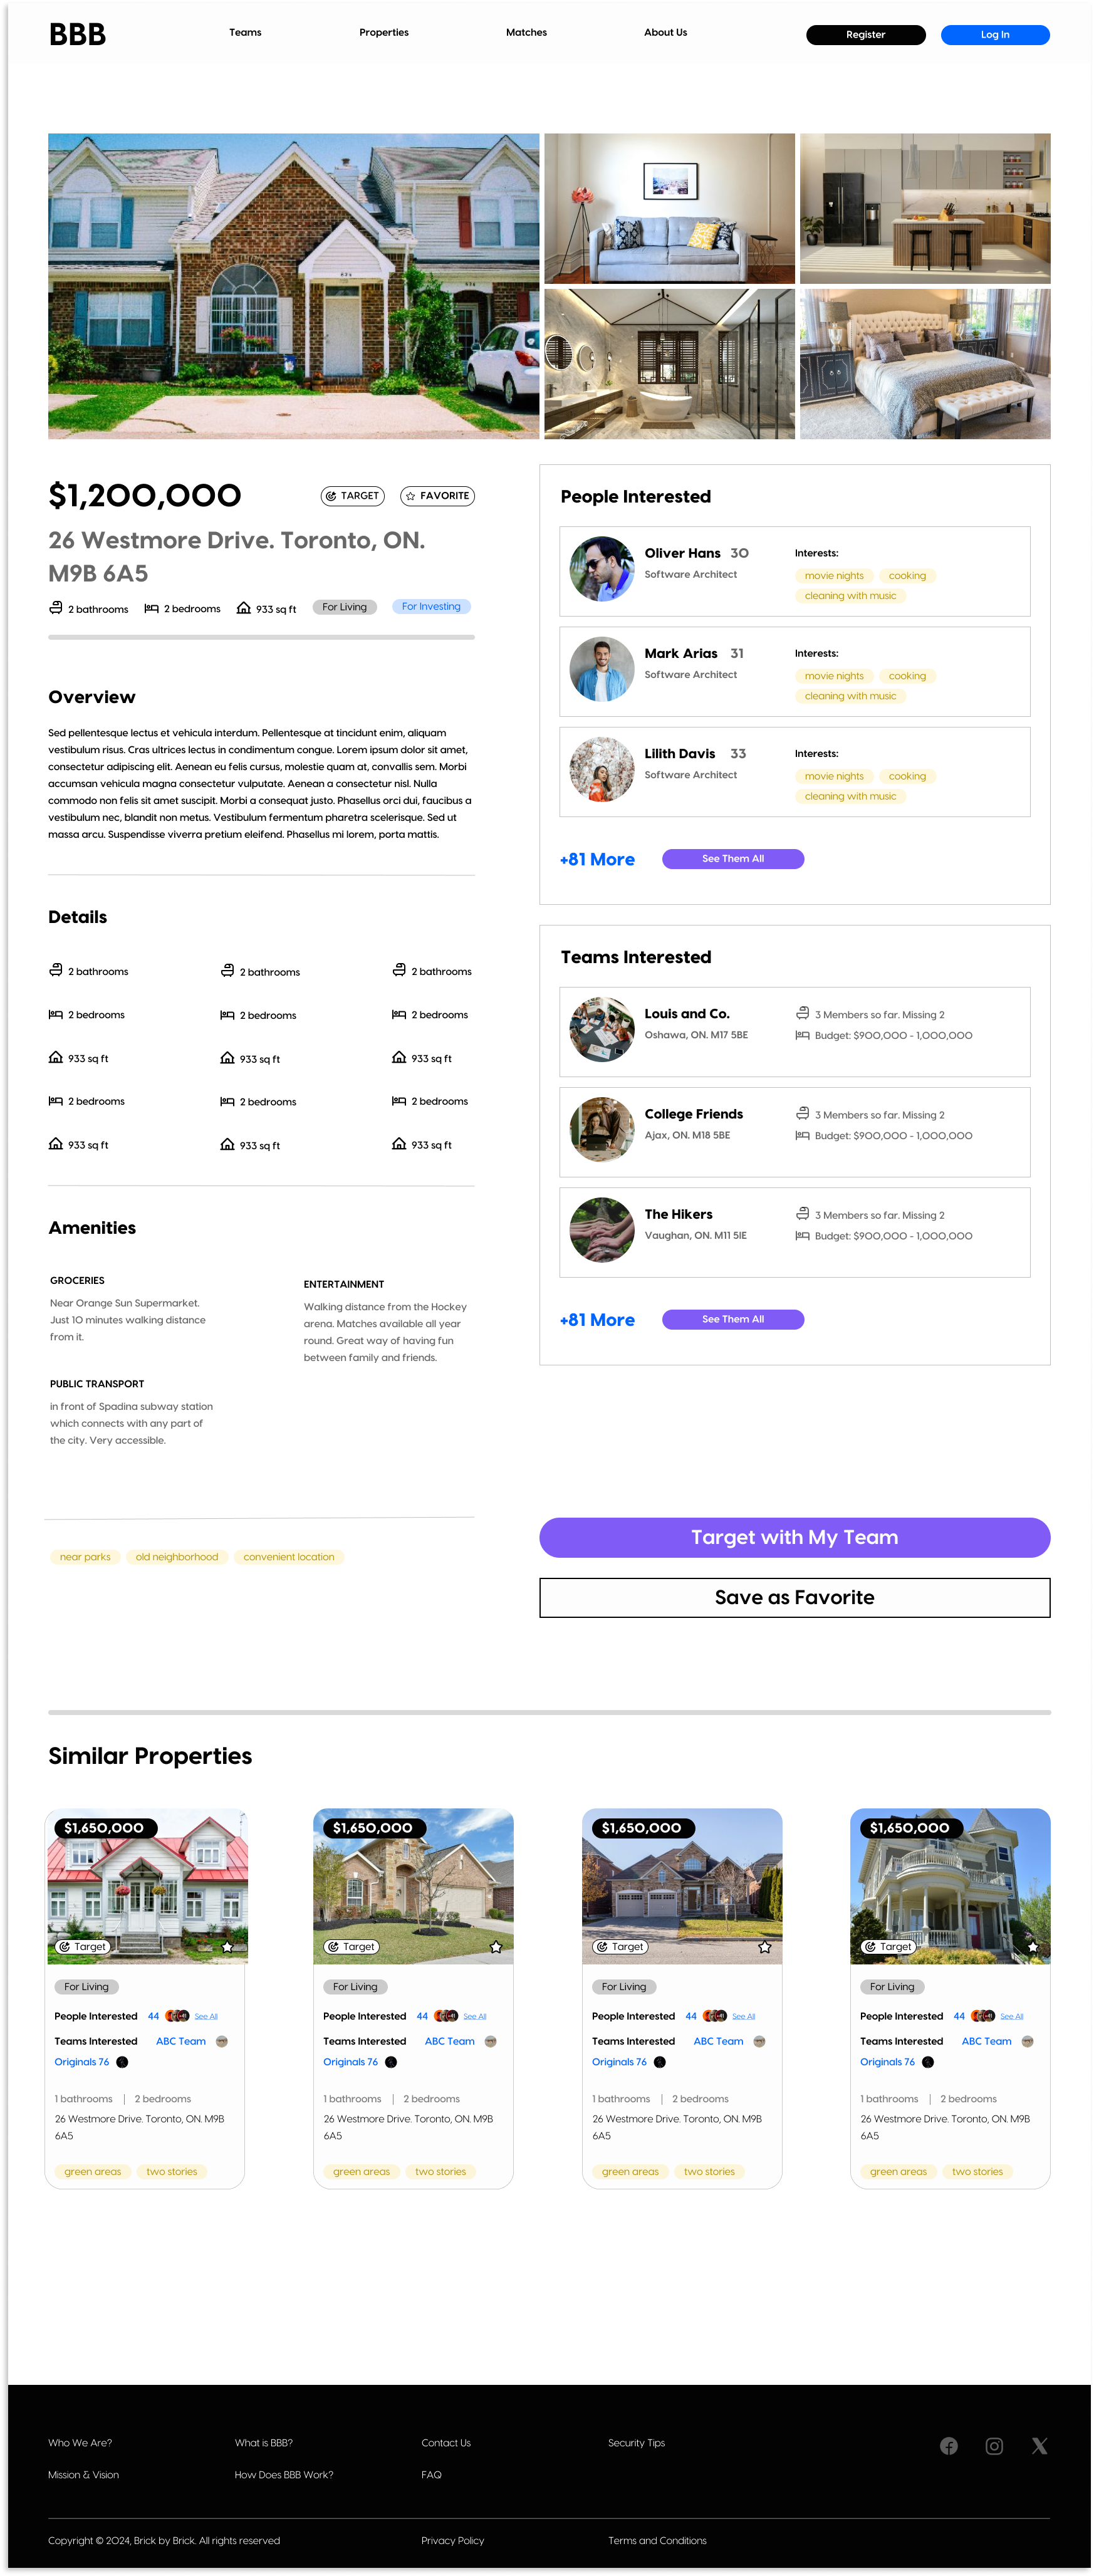 BBB
Teams
Properties
Matches
About Us
Register
Log In
$1,200,000
TARGET
FAVORITE
26 Westmore Drive. Toronto, ON.
M9B 6A5
2 bathrooms
2 bedrooms
933 sq ft
For Living
For Investing
Overview
Sed pellentesque lectus et vehicula interdum. Pellentesque at tincidunt enim, aliquam
vestibulum risus. Cras ultrices lectus in condimentum congue. Lorem ipsum dolor sit amet,
consectetur adipiscing elit. Aenean eu felis cursus, molestie quam at, convallis sem. Morbi
accumsan vehicula magna consectetur vulputate. Aenean a consectetur nisl. Nulla
commodo non felis sit amet suscipit. Morbi a consequat justo. Phasellus orci dui, faucibus a
vestibulum nec, blandit non metus. Vestibulum fermentum pharetra scelerisque. Sed ut
massa arcu. Suspendisse viverra pretium eleifend. Phasellus mi lorem, porta mattis.
Details
2 bathrooms
2 bathrooms
2 bathrooms
2 bedrooms
2 bedrooms
2 bedrooms
933 sq ft
933 sq ft
933 sq ft
2 bedrooms
2 bedrooms
2 bedrooms
933 sq ft
933 sq ft
933 sq ft
Amenities
GROCERIES
Near Orange Sun Supermarket.
Just 10 minutes walking distance
from it.
ENTERTAINMENT
Walking distance from the Hockey
arena. Matches available all year
round. Great way of having fun
between family and friends.
PUBLIC TRANSPORT
in front of Spadina subway station
which connects with any part of
the city. Very accessible.
near parks
old neighborhood
convenient location
People Interested
Oliver Hans 30
Software Architect
Interests:
movie nights
cooking
cleaning with music
Mark Arias 31
Software Architect
Interests:
movie nights
cooking
cleaning with music
Lilith Davis 33
Software Architect
Interests:
movie nights
cooking
cleaning with music
+81 More
See Them All
Teams Interested
Louis and Co.
Oshawa, ON. M17 5BE
3 Members so far. Missing 2
Budget: $900,000 - 1,000,000
College Friends
Ajax, ON. M18 5BE
3 Members so far. Missing 2
Budget: $900,000 - 1,000,000
The Hikers
Vaughan, ON. M11 5IE
3 Members so far. Missing 2
Budget: $900,000 - 1,000,000
+81 More
See Them All
Target with My Team
Save as Favorite
Similar Properties
$1,650,000
Target
For Living
People Interested 44 See All
Teams Interested ABC Team
Originals 76
1 bathrooms | 2 bedrooms
26 Westmore Drive. Toronto, ON. M9B
6A5
green areas
two stories
$1,650,000
Target
For Living
People Interested 44 See All
Teams Interested ABC Team
Originals 76
1 bathrooms | 2 bedrooms
26 Westmore Drive. Toronto, ON. M9B
6A5
green areas
two stories
$1,650,000
Target
For Living
People Interested 44 See All
Teams Interested ABC Team
Originals 76
1 bathrooms | 2 bedrooms
26 Westmore Drive. Toronto, ON. M9B
6A5
green areas
two stories
$1,650,000
Target
For Living
People Interested 44 See All
Teams Interested ABC Team
Originals 76
1 bathrooms | 2 bedrooms
26 Westmore Drive. Toronto, ON. M9B
6A5
green areas
two stories
Who We Are?
What is BBB?
Contact Us
Security Tips
Mission & Vision
How Does BBB Work?
FAQ
Copyright © 2024, Brick by Brick. All rights reserved
Privacy Policy
Terms and Conditions